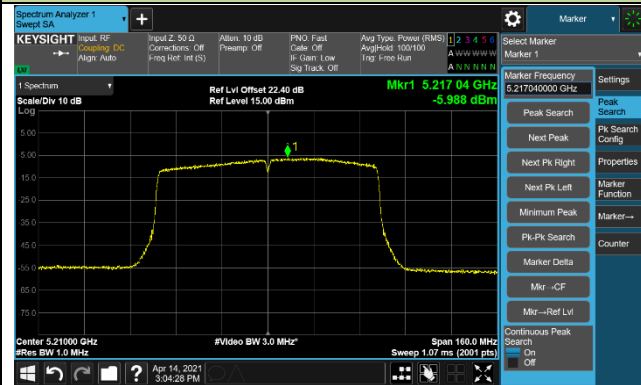 Spectrum Analyzer 1
Swept SA
Marker
KEYSIGHT
Input: RF
Coupling: DC
Align: Auto
Input Z: 50 Ω
Corrections: Off
Freq Ref: Int (S)
Atten: 10 dB
Preamp: Off
PNO: Fast
Gate: Off
IF Gain: Low
Sig Track: Off
Avg Type: Power (RMS)
Avg|Hold: 100/100
Trig: Free Run
1 2 3 4 5 6
A W W W W W
A N N N N N
Select Marker
Marker 1
LXI
1 Spectrum
Scale/Div 10 dB
Log
Ref Lvl Offset 22.40 dB
Ref Level 15.00 dBm
Mkr1 5.217 04 GHz
-5.988 dBm
1
5.00
-5.00
-15.0
-25.0
-35.0
-45.0
-55.0
-65.0
-75.0
Center 5.21000 GHz
#Res BW 1.0 MHz
#Video BW 3.0 MHz*
Span 160.0 MHz
Sweep 1.07 ms (2001 pts)
Marker Frequency
5.217040000 GHz
Peak Search
Next Peak
Next Pk Right
Next Pk Left
Minimum Peak
Pk-Pk Search
Marker Delta
Mkr→CF
Mkr→Ref Lvl
Continuous Peak
Search
On
Off
Settings
Peak
Search
Pk Search
Config
Properties
Marker
Function
Marker→
Counter
?
Apr 14, 2021
3:04:28 PM